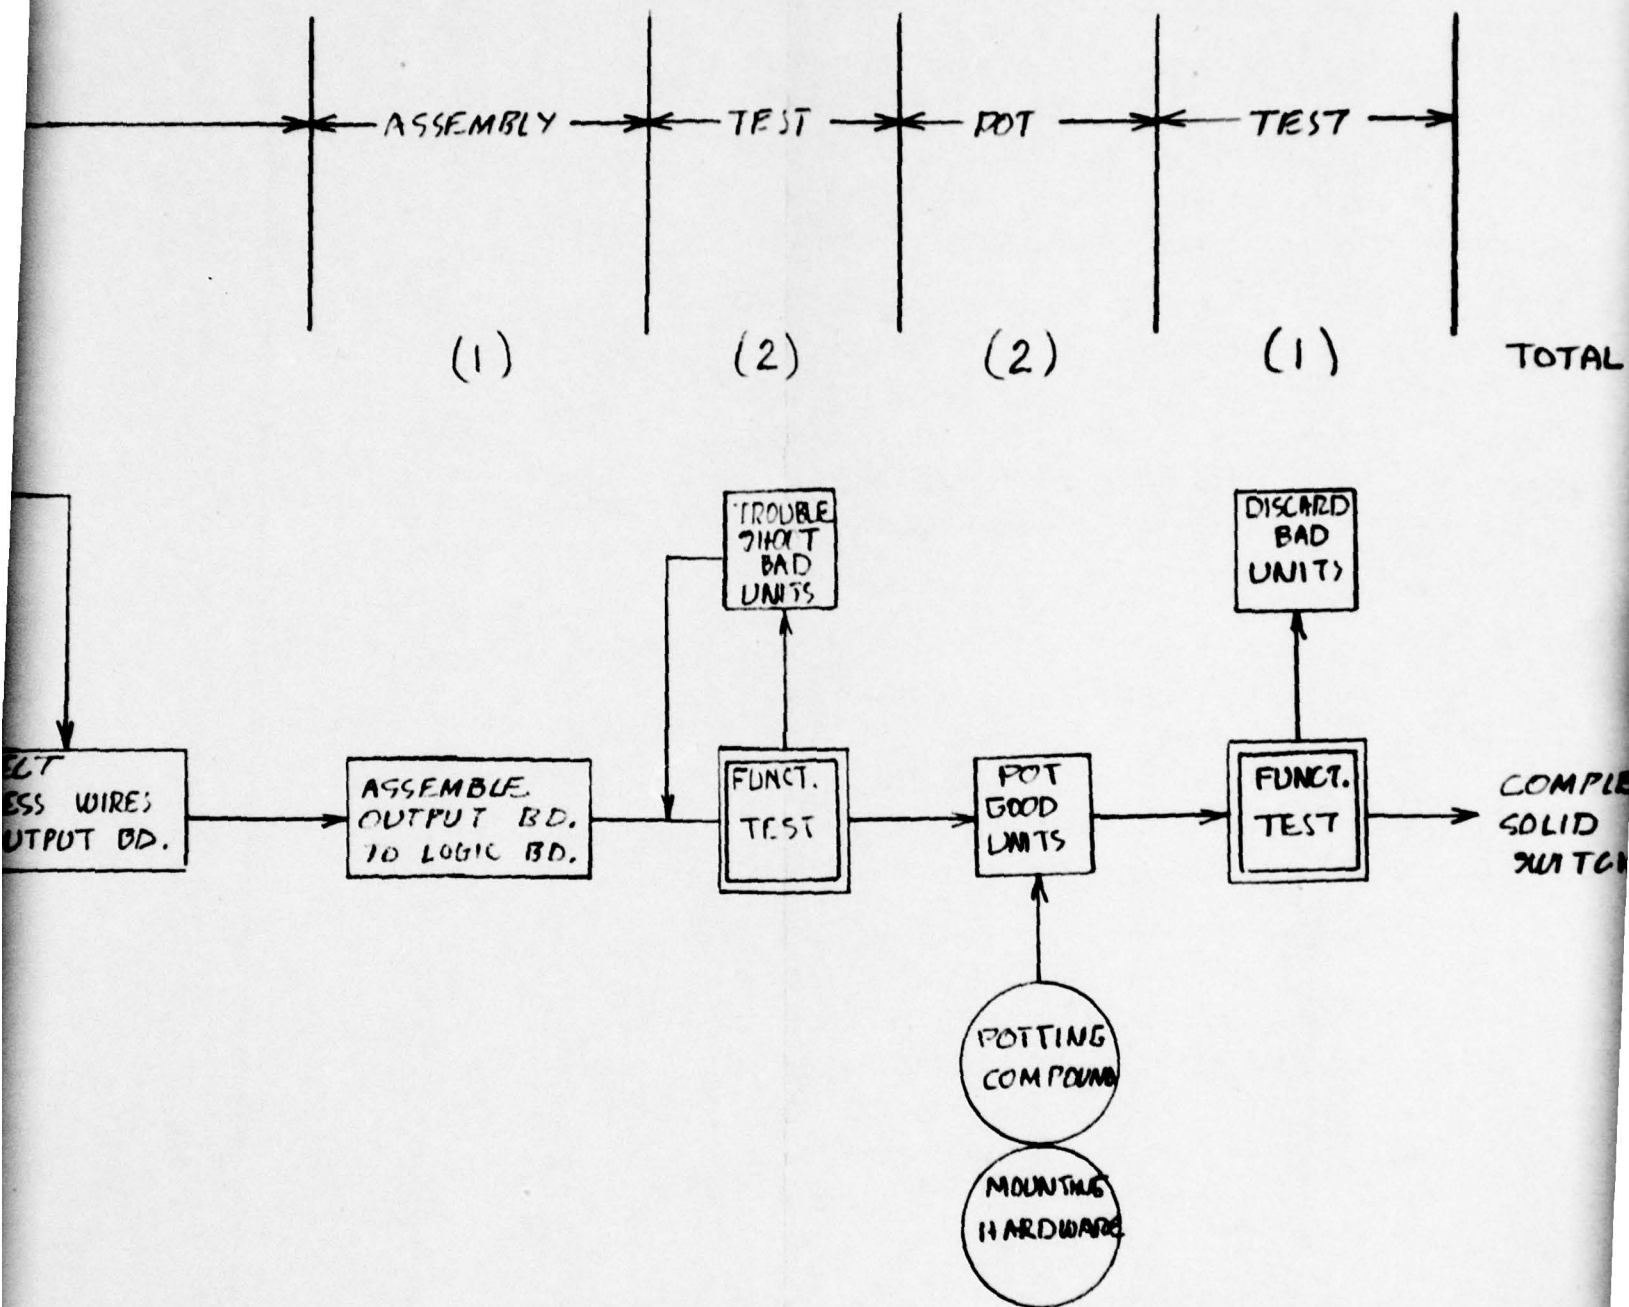 ASSEMBLY TEST POT TEST
(1) (2) (2) (1) TOTAL
TROUBLE
SHOOT
BAD
UNITS
DISCARD
BAD
UNITS
WIRES
BD.
ASSEMBLE
OUTPUT BD.
TO LOGIC BD.
FUNCT.
TEST
POT
GOOD
UNITS
FUNCT.
TEST
SOLID
POTTING
COMPOUND
MOUNTING
HARDWARE